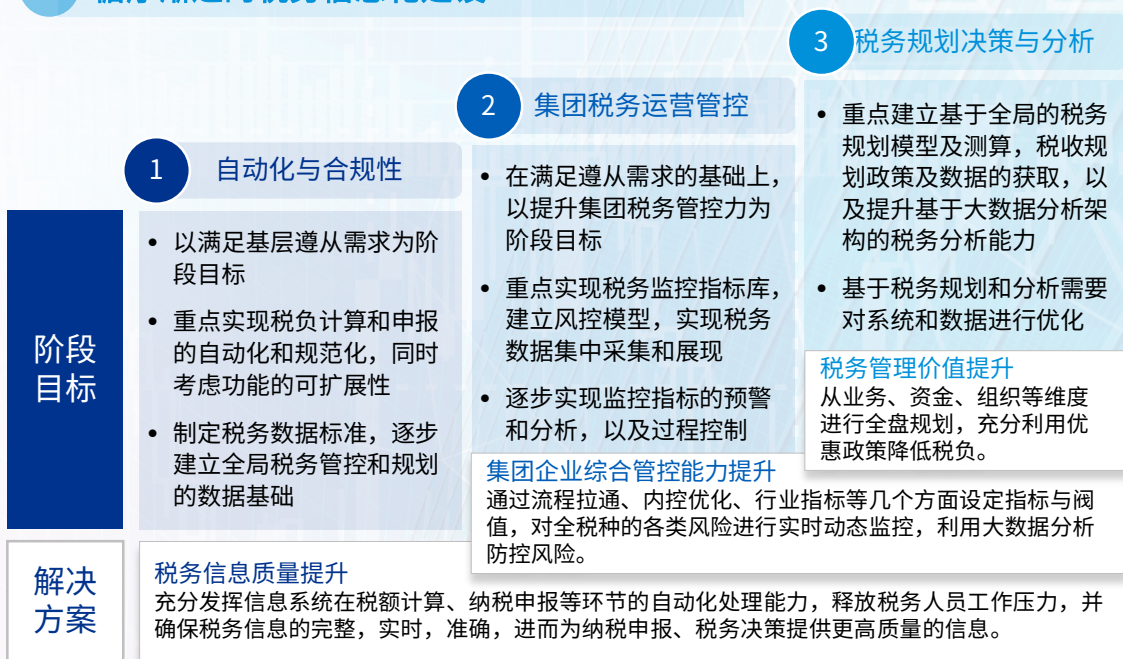 循序渐进的税务信息化建设
3 税务规划决策与分析
2 集团税务运营管控
1 自动化与合规性
阶段
目标
• 以满足基层遵从需求为阶
段目标
• 重点实现税负计算和申报
的自动化和规范化，同时
考虑功能的可扩展性
• 制定税务数据标准，逐步
建立全局税务管控和规划
的数据基础
• 在满足遵从需求的基础上，
以提升集团税务管控力为
阶段目标
• 重点实现税务监控指标库，
建立风控模型，实现税务
数据集中采集和展现
• 逐步实现监控指标的预警
和分析，以及过程控制
• 重点建立基于全局的税务
规划模型及测算，税收规
划政策及数据的获取，以
及提升基于大数据分析架
构的税务分析能力
• 基于税务规划和分析需要
对系统和数据进行优化
税务管理价值提升
从业务、资金、组织等维度
进行全盘规划，充分利用优
惠政策降低税负。
集团企业综合管控能力提升
通过流程拉通、内控优化、行业指标等几个方面设定指标与阀
值，对全税种的各类风险进行实时动态监控，利用大数据分析
防控风险。
解决
方案
税务信息质量提升
充分发挥信息系统在税额计算、纳税申报等环节的自动化处理能力，释放税务人员工作压力，并
确保税务信息的完整，实时，准确，进而为纳税申报、税务决策提供更高质量的信息。